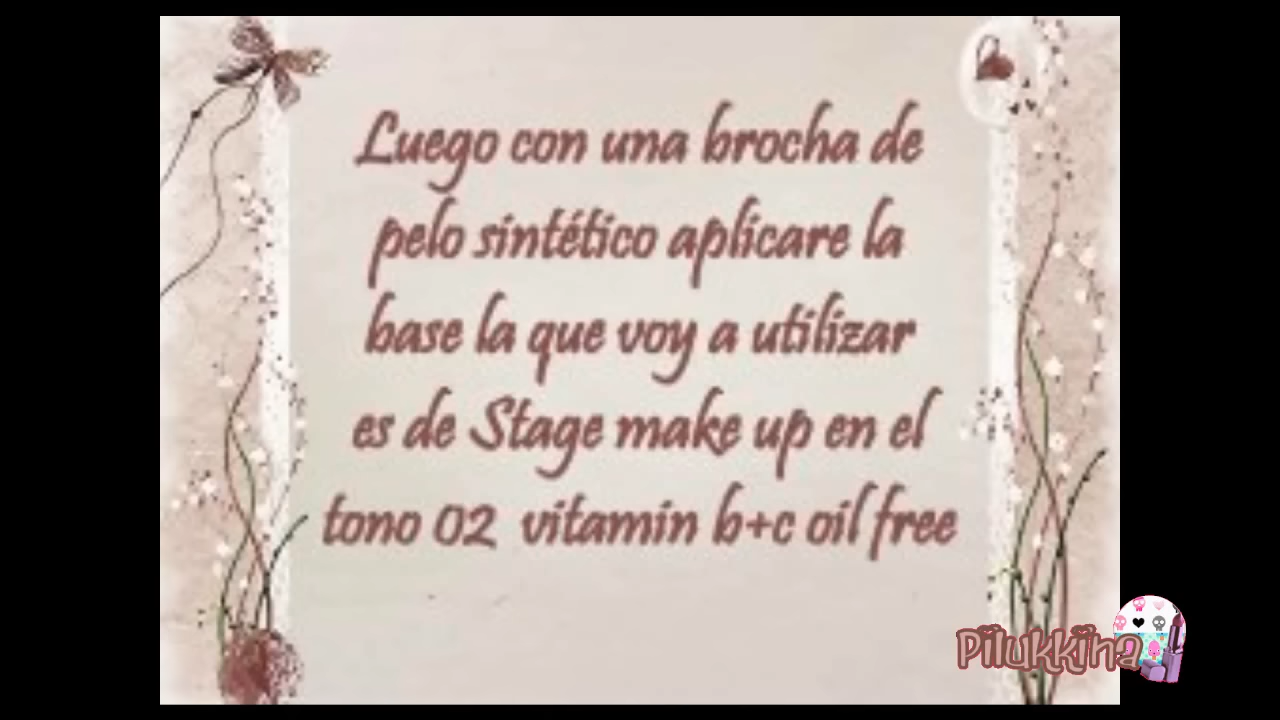 Luego con una brocha de
pelo sintético aplicare la
base la que voy a utilizar
es de Stage make up en el
tono 02 vitamin b+c oil free
Pilukkina